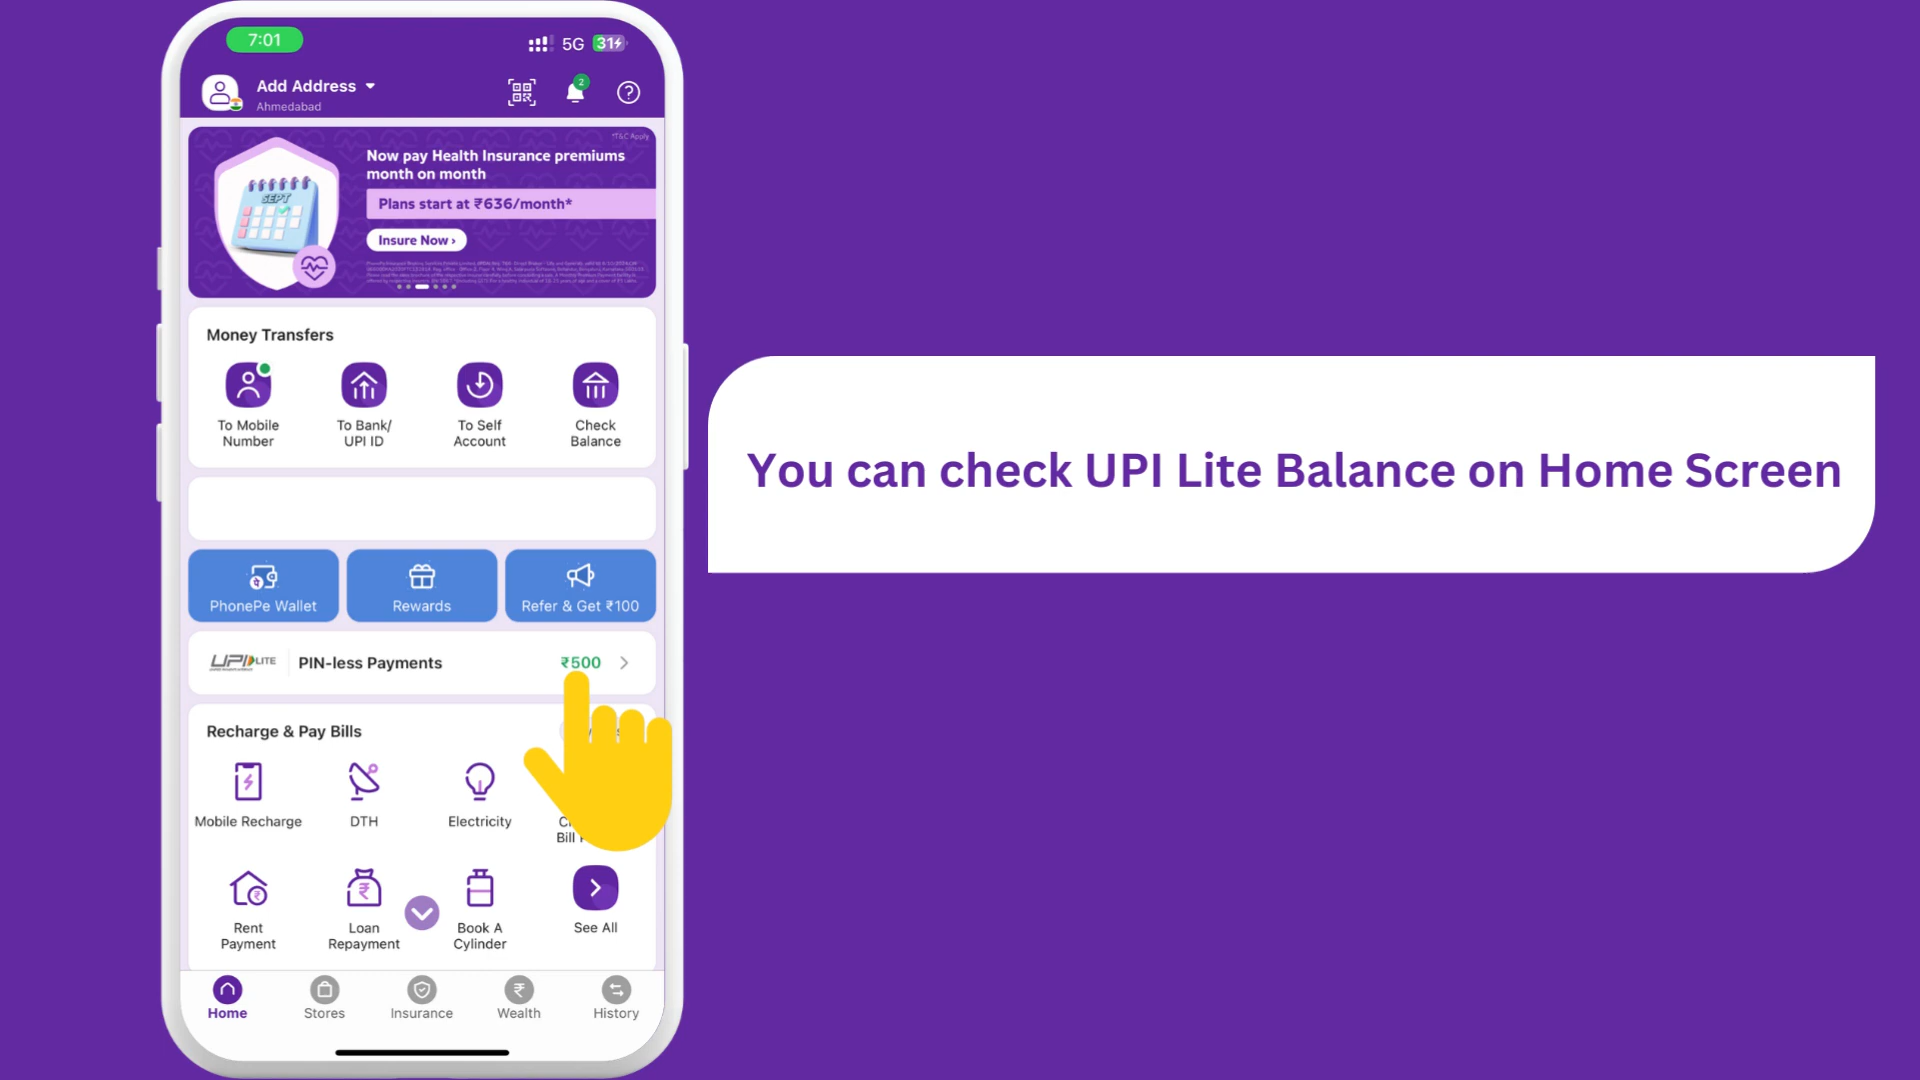 7:01
5G
31
Add Address
Ahmedabad
2
*T&C Apply
SEPT
Now pay Health Insurance premiums
month on month
Plans start at ₹636/month*
Insure Now ›
Money Transfers
To Mobile
Number
To Bank/
UPI ID
To Self
Account
Check
Balance
You can check UPI Lite Balance on Home Screen
PhonePe Wallet
Rewards
Refer & Get ₹100
UPI LITE
PIN-less Payments
₹500
Recharge & Pay Bills
Mobile Recharge
DTH
Electricity
Bill
Rent
Payment
Loan
Repayment
Book A
Cylinder
See All
Home
Stores
Insurance
Wealth
History